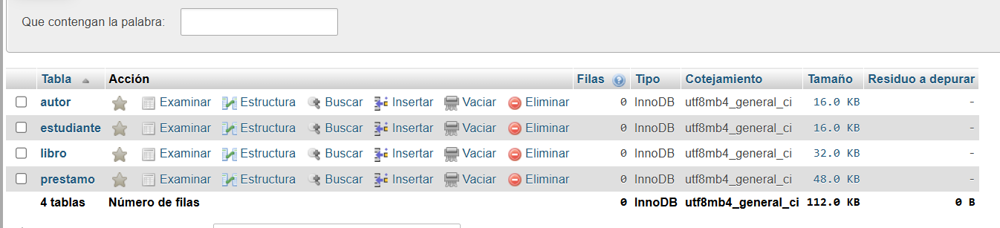 Que contengan la palabra:
Tabla Acción Filas Tipo Cotejamiento Tamaño Residuo a depurar
autor Examinar Estructura Buscar Insertar Vaciar Eliminar 0 InnoDB utf8mb4_general_ci 16.0 KB -
estudiante Examinar Estructura Buscar Insertar Vaciar Eliminar 0 InnoDB utf8mb4_general_ci 16.0 KB -
libro Examinar Estructura Buscar Insertar Vaciar Eliminar 0 InnoDB utf8mb4_general_ci 32.0 KB -
prestamo Examinar Estructura Buscar Insertar Vaciar Eliminar 0 InnoDB utf8mb4_general_ci 48.0 KB -
4 tablas Número de filas 0 InnoDB utf8mb4_general_ci 112.0 KB 0 B